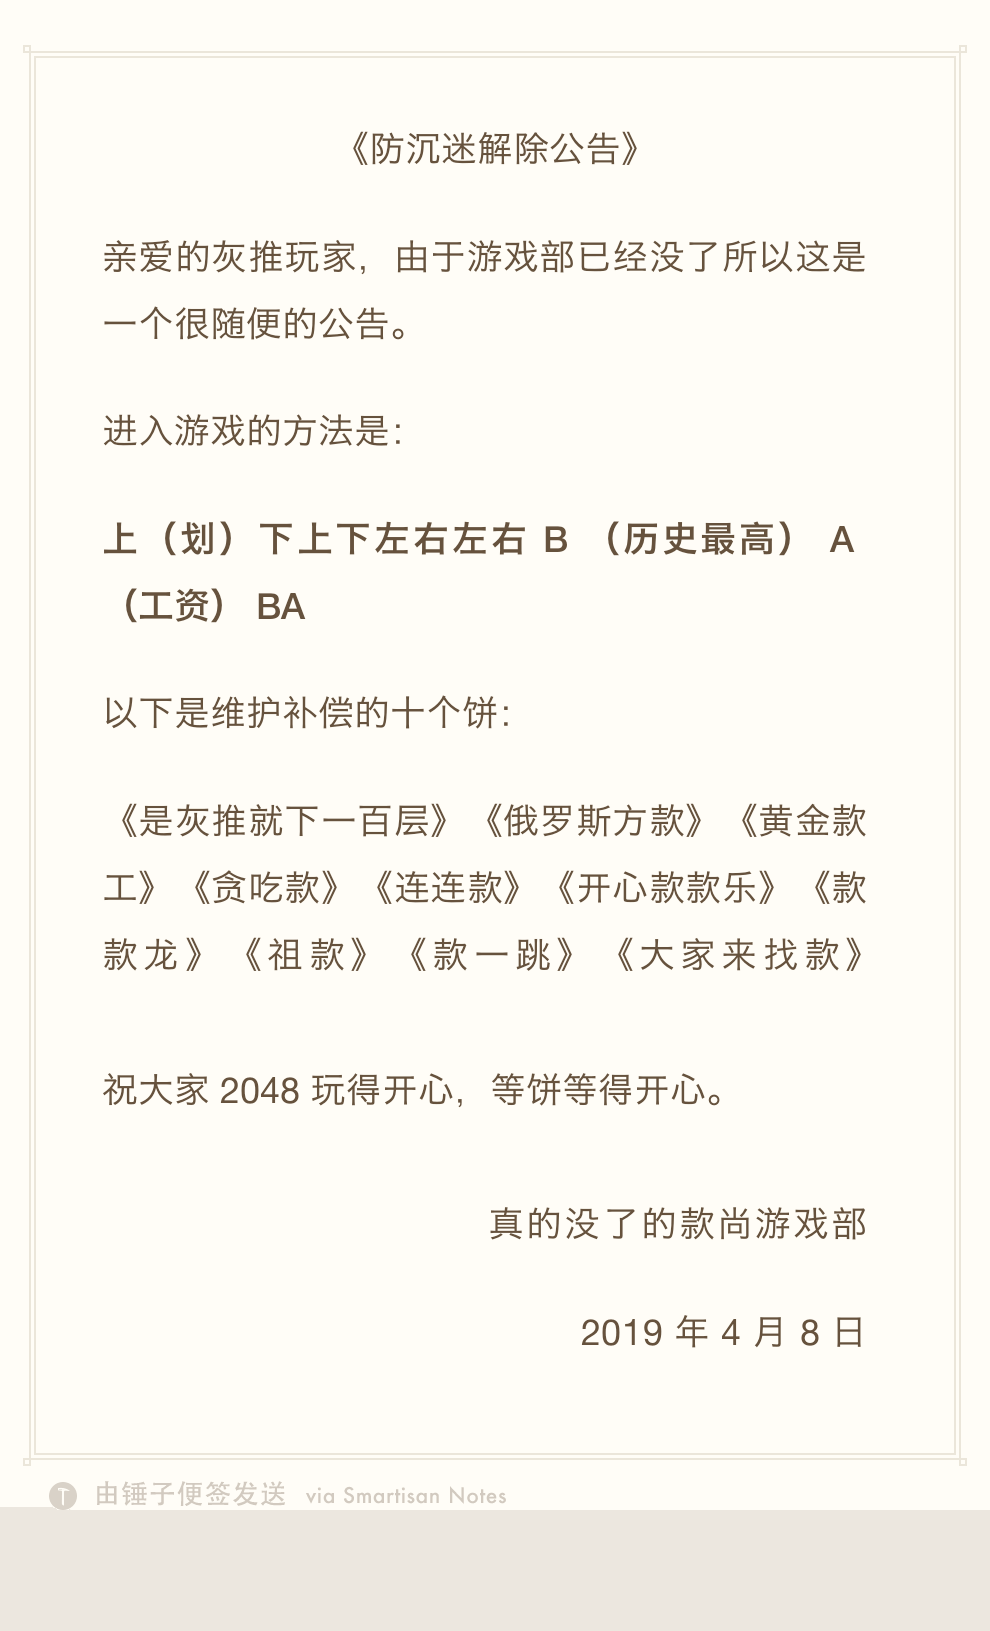 《防沉迷解除公告》
亲爱的灰推玩家，由于游戏部已经没了所以这是
一个很随便的公告。
进入游戏的方法是：
上（划）下上下左右左右 B （历史最高） A
（工资） BA
以下是维护补偿的十个饼：
《是灰推就下一百层》《俄罗斯方款》《黄金款
工》《贪吃款》《连连款》《开心款款乐》《款
款龙》《祖款》《款一跳》《大家来找款》
祝大家 2048 玩得开心，等饼等得开心。
真的没了的款尚游戏部
2019 年 4 月 8 日
由锤子便签发送 via Smartisan Notes